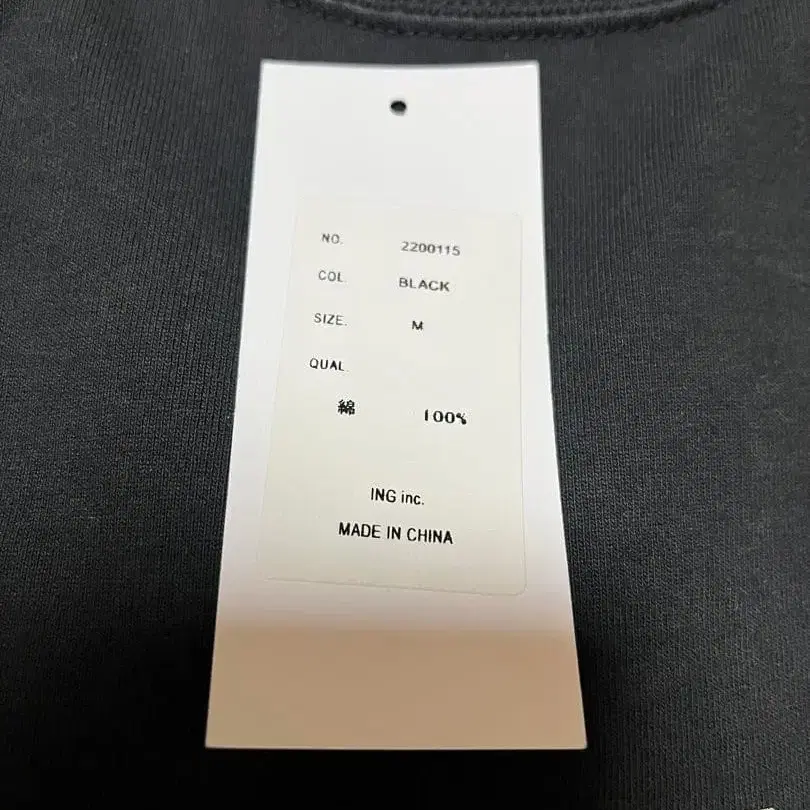 NO. 2200115
COL. BLACK
SIZE. M
QUAL.
綿 100%
ING inc.
MADE IN CHINA